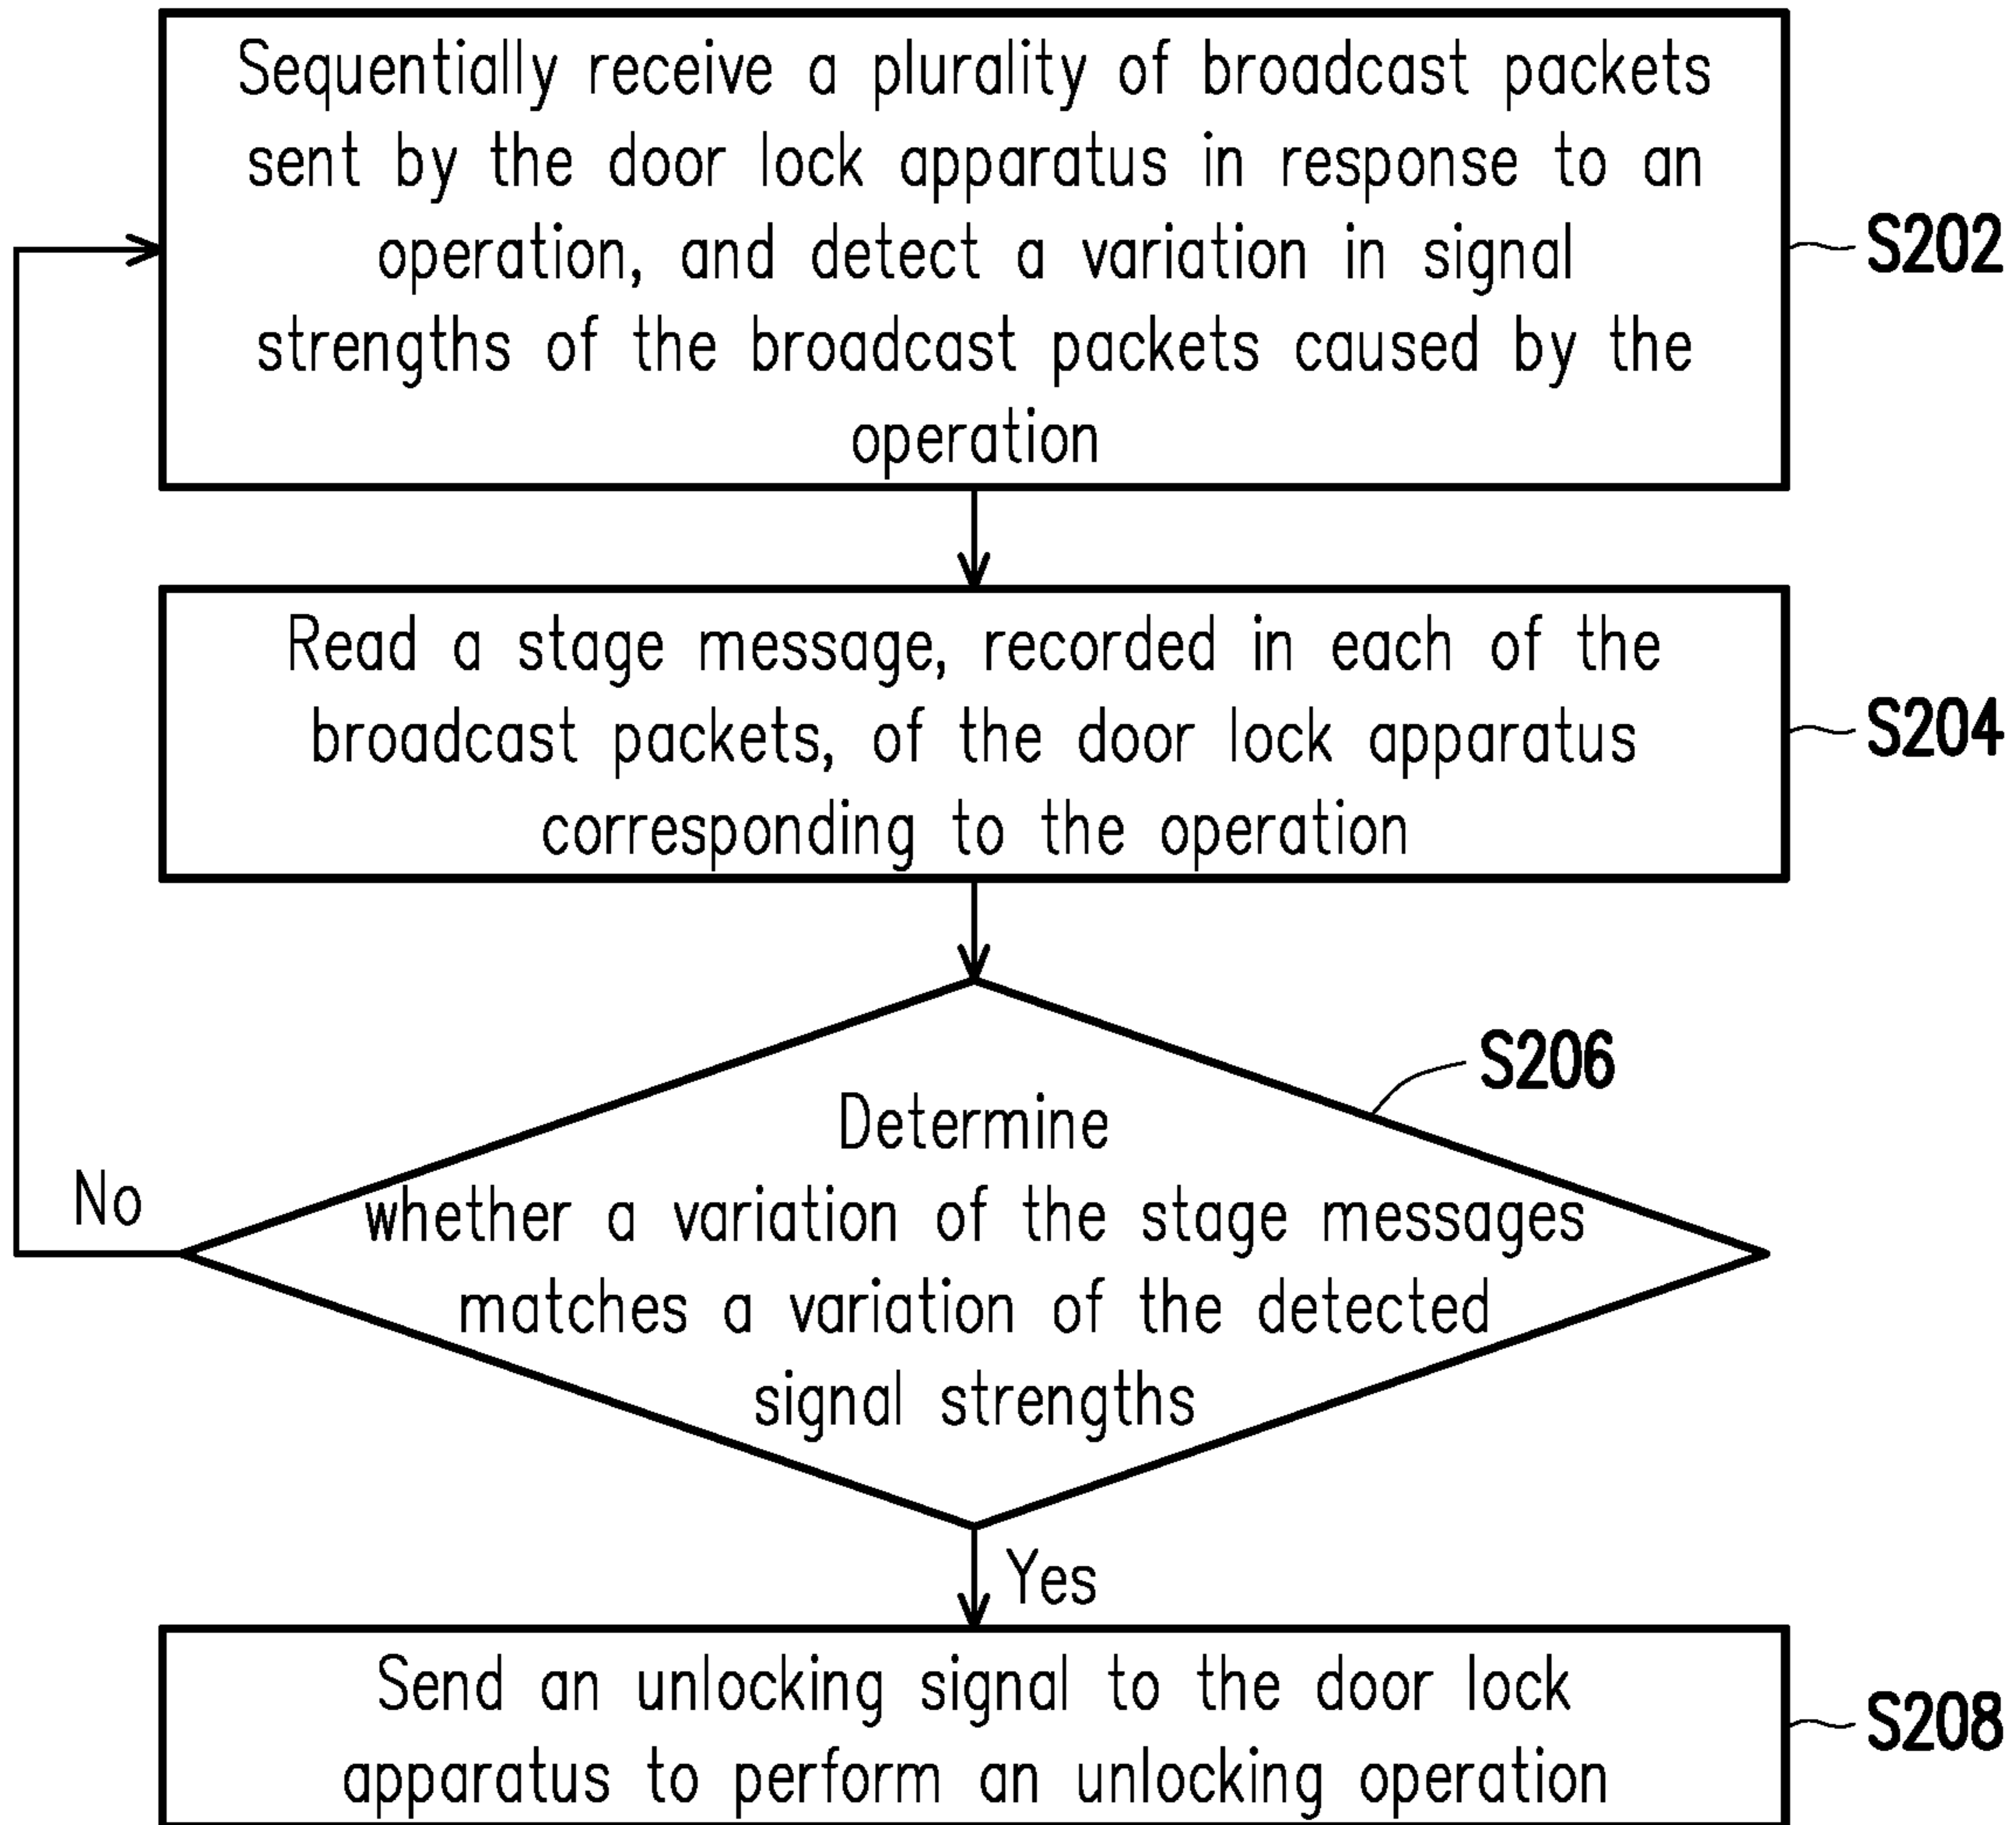 Sequentially receive a plurality of broadcast packets
sent by the door lock apparatus in response to an
operation, and detect a variation in signal
strengths of the broadcast packets caused by the
operation
S202
Read a stage message, recorded in each of the
broadcast packets, of the door lock apparatus
corresponding to the operation
S204
S206
Determine
whether a variation of the stage messages
matches a variation of the detected
signal strengths
No
Yes
Send an unlocking signal to the door lock
apparatus to perform an unlocking operation
S208